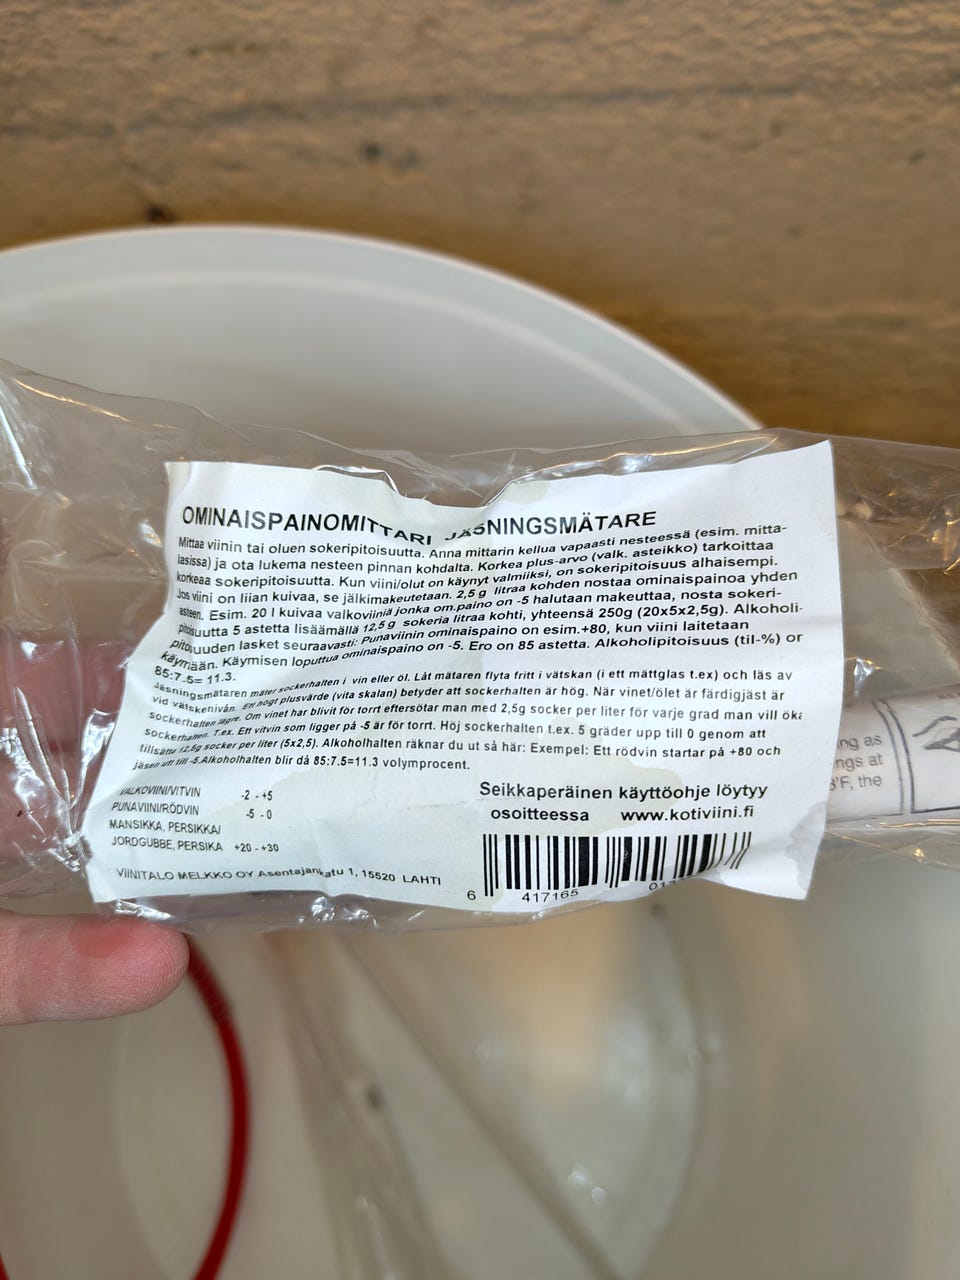 OMINAISPAINOMITTARI JÄSNINGSMÄTARE
Mittaa viinin tai oluen sokeripitoisuutta. Anna mittarin kellua vapaasti nesteessä (esim. mitta-
lasissa) ja ota lukema nesteen pinnan kohdalta. Korkea plus-arvo (valk. asteikko) tarkoittaa
korkeaa sokeripitoisuutta. Kun viini/olut on käynyt valmiiksi, on sokeripitoisuus alhaisempi.
Jos viini on liian kuivaa, se jälkimakeutetaan. 2,5 g litraa kohden nostaa ominaispainoa yhden
asteen. Esim. 20 l kuivaa valkoviiniä jonka om.paino on -5 halutaan makeuttaa, nosta sokeri-
pitoisuutta 5 astetta lisäämällä 12,5 g sokeria litraa kohti, yhteensä 250g (20x5x2,5g). Alkoholi-
pitoisuuden lasket seuraavasti: Punaviinin ominaispaino on esim.+80, kun viini laitetaan
käymään. Käymisen loputtua ominaispaino on -5. Ero on 85 astetta. Alkoholipitoisuus (til-%) on
85:7.5= 11.3.
Jäsningsmätaren mäter sockerhalten i vin eller öl. Låt mätaren flyta fritt i vätskan (i ett mättglas t.ex) och läs av
vid vätskenivån. Ett högt plusvärde (vita skalan) betyder att sockerhalten är hög. När vinet/ölet är färdigjäst är
sockerhalten lägre. Om vinet har blivit för torrt eftersötar man med 2,5g socker per liter för varje grad man vill öka
sockerhalten. T.ex. Ett vitvin som ligger på -5 är för torrt. Höj sockerhalten t.ex. 5 gräder upp till 0 genom att
tillsätta 12,5g socker per liter (5x2,5). Alkoholhalten räknar du ut så här: Exempel: Ett rödvin startar på +80 och
jäsen utt till -5.Alkoholhalten blir då 85:7.5=11.3 volymprocent.
VALKOVIINI/VITVIN -2 - +5
PUNAVIINI/RÖDVIN -5 - 0
MANSIKKA, PERSIKKA/
JORDGUBBE, PERSIKA +20 - +30
Seikkaperäinen käyttöohje löytyy
osoitteessa www.kotiviini.fi
VIINITALO MELKKO OY Asentajankatu 1, 15520 LAHTI
6 417165
ing as
ngs at
°F, the